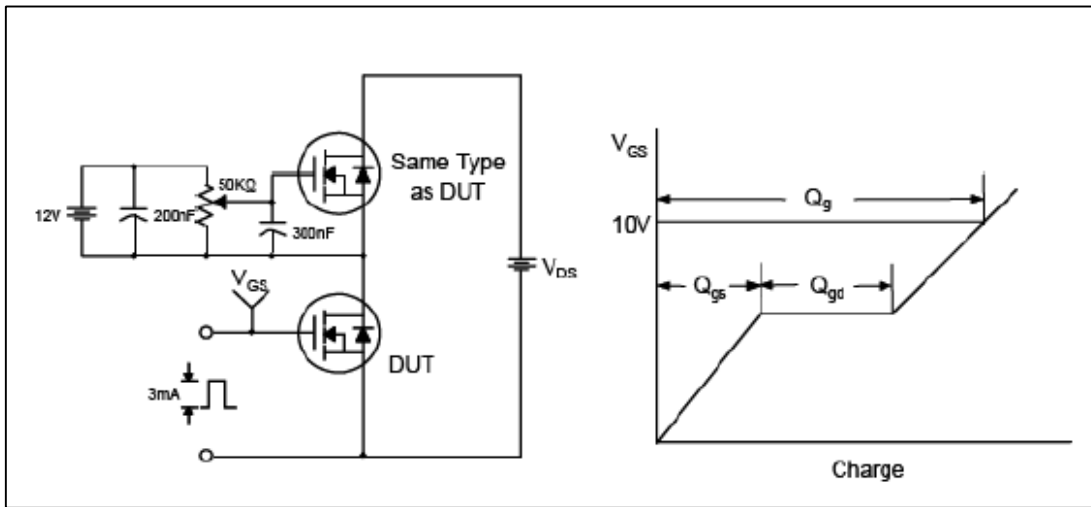 50KΩ
12V
200nF
300nF
Same Type
as DUT
VGS
VDS
DUT
3mA
VGS
10V
Qg
Qgs
Qgd
Charge